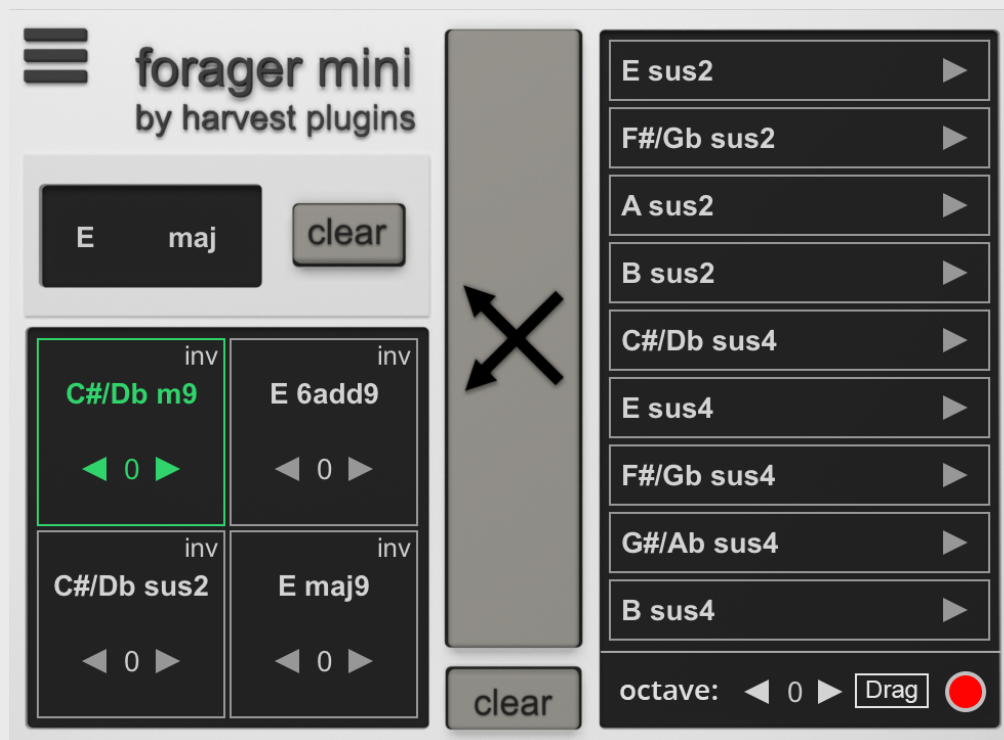 forager mini
by harvest plugins
E maj
clear
inv
C#/Db m9
0
inv
E 6add9
0
inv
C#/Db sus2
0
inv
E maj9
0
clear
E sus2
F#/Gb sus2
A sus2
B sus2
C#/Db sus4
E sus4
F#/Gb sus4
G#/Ab sus4
B sus4
octave: 0 Drag